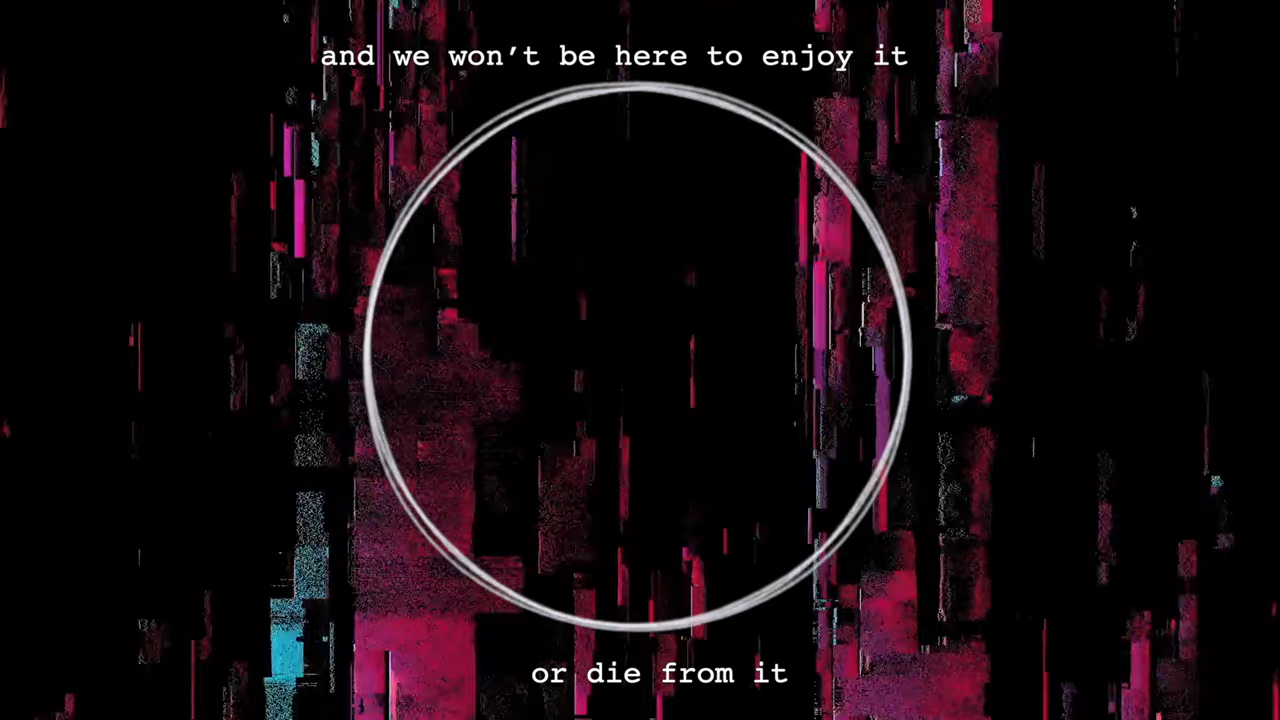 and we won’t be here to enjoy it
or die from it